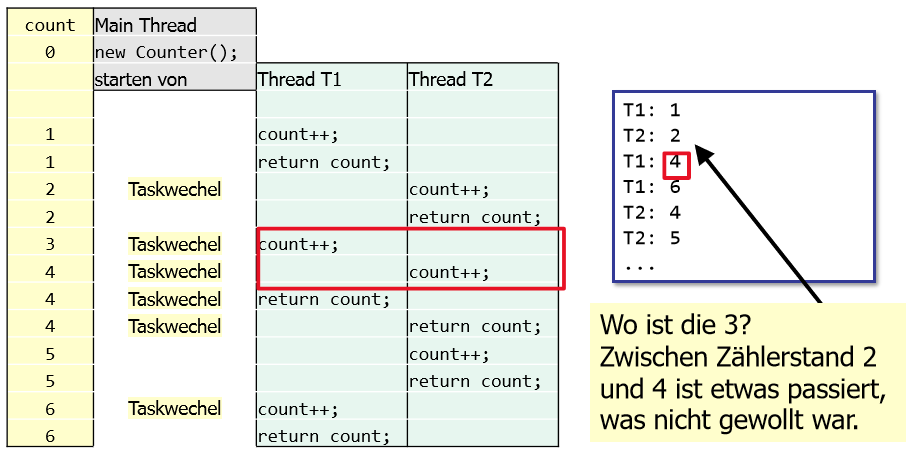 count Main Thread
0 new Counter();
starten von
Thread T1 Thread T2
1 count++;
1 return count;
2 Taskwechel count++;
2 return count;
3 Taskwechel count++;
4 Taskwechel count++;
4 Taskwechel return count;
4 Taskwechel return count;
5 count++;
5 return count;
6 Taskwechel count++;
6 return count;
T1: 1
T2: 2
T1: 4
T1: 6
T2: 4
T2: 5
...
Wo ist die 3?
Zwischen Zählerstand 2
und 4 ist etwas passiert,
was nicht gewollt war.